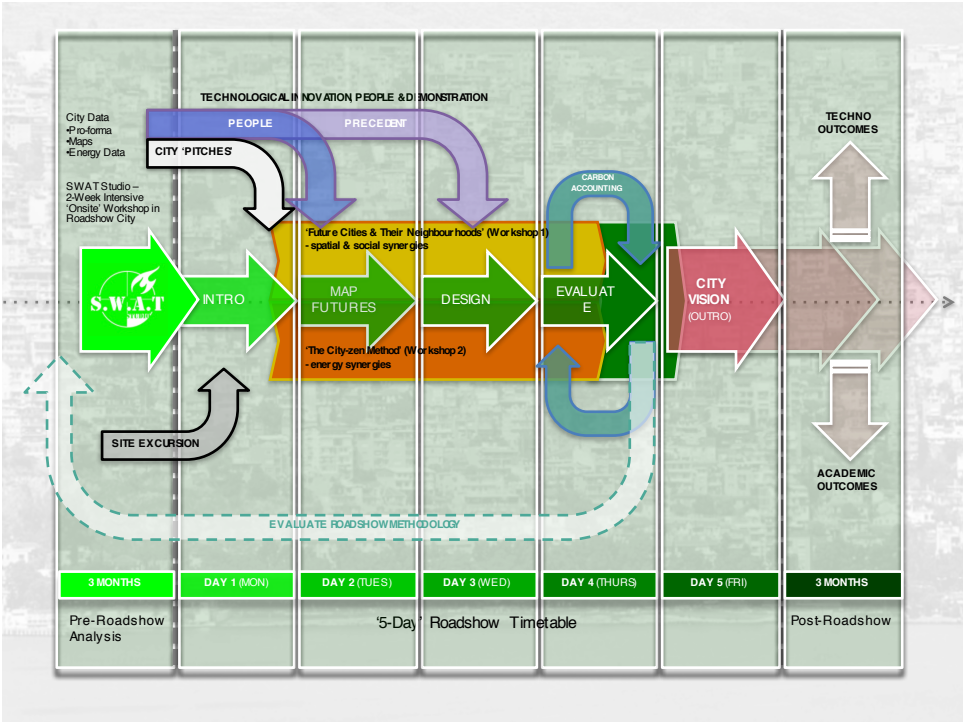 TECHNOLOGICAL INNOVATION, PEOPLE & DEMONSTRATION
City Data
•Pro-forma
•Maps
•Energy Data
PEOPLE
PRECEDENT
CITY 'PITCHES'
TECHNO
OUTCOMES
SWAT Studio –
2-Week Intensive
'Onsite' Workshop in
Roadshow City
CARBON
ACCOUNTING
'Future Cities & Their Neighbourhoods' (Workshop 1)
- spatial & social synergies
S.W.A.T
STUDIO
INTRO
MAP
FUTURES
DESIGN
EVALUAT
E
CITY
VISION
(OUTRO)
'The City-zen Method' (Workshop 2)
- energy synergies
SITE EXCURSION
ACADEMIC
OUTCOMES
EVALUATE ROADSHOW METHODOLOGY
3 MONTHS
DAY 1 (MON)
DAY 2 (TUES)
DAY 3 (WED)
DAY 4 (THURS)
DAY 5 (FRI)
3 MONTHS
Pre-Roadshow
Analysis
'5-Day' Roadshow Timetable
Post-Roadshow